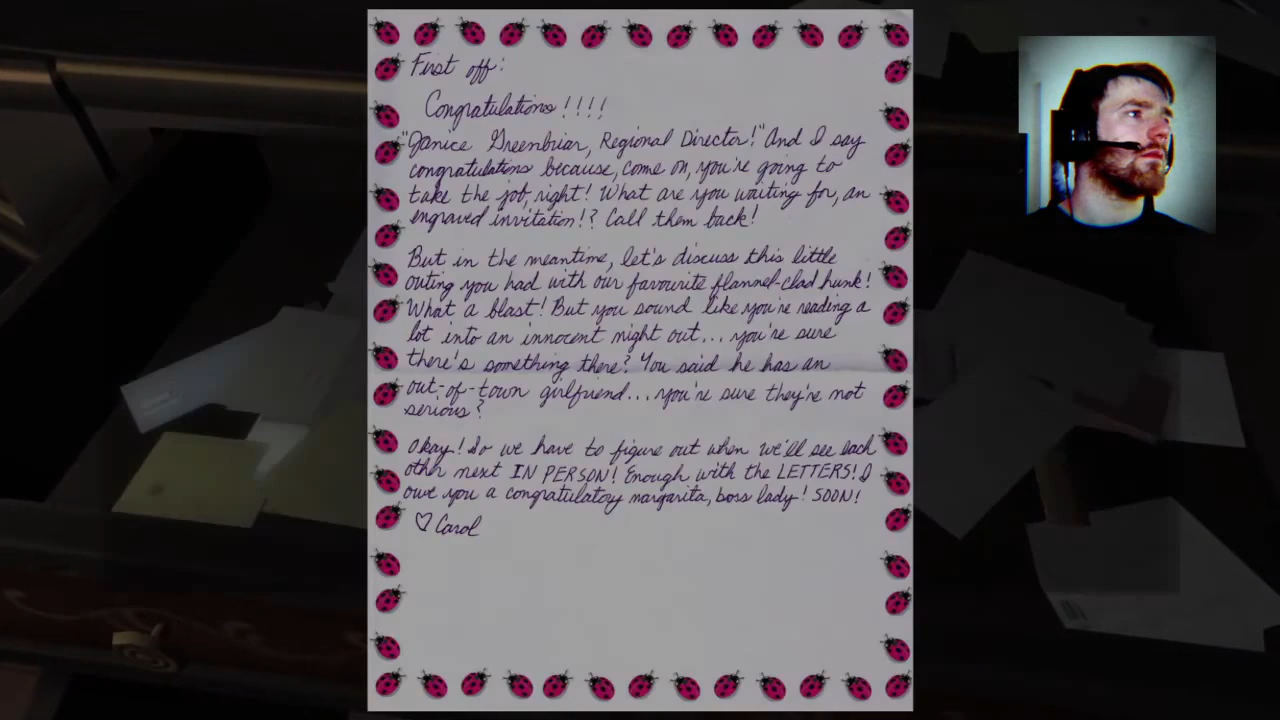 First off:
Congratulations!!!!
"Janice Greenbriar, Regional Director!" And I say
congratulations because, come on, you're going to
take the job, right! What are you waiting for, an
engraved invitation!? Call them back!
But in the meantime, let's discuss this little
outing you had with our favourite flannel-clad hunk!
What a blast! But you sound like you're reading a
lot into an innocent night out... you're sure
there's something there? You said he has an
out-of-town girlfriend... you're sure they're not
serious?
Okay! So we have to figure out when we'll see each
other next IN PERSON! Enough with the LETTERS! I
owe you a congratulatory margarita, boss lady! SOON!
♡ Carol